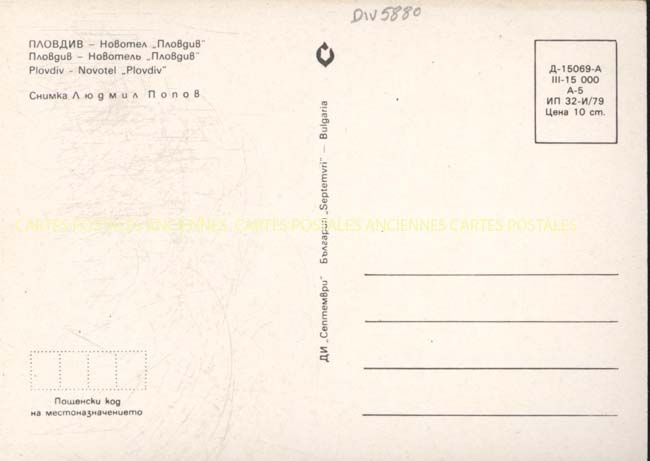 Div5880
ПЛОВДИВ – Новотел „Пловдив"
Пловдив – Новотель „Пловдив"
Plovdiv - Novotel „Plovdiv"
Снимка Людмил Попов
Д-15069-А
III-15 000
А-5
ИП 32-И/79
Цена 10 ст.
ДИ „Септември" България „Septemvri" – Bulgaria
CARTES POSTALES ANCIENNES CARTES POSTALES ANCIENNES CARTES POSTALES
Пощенски код
на местоназначението